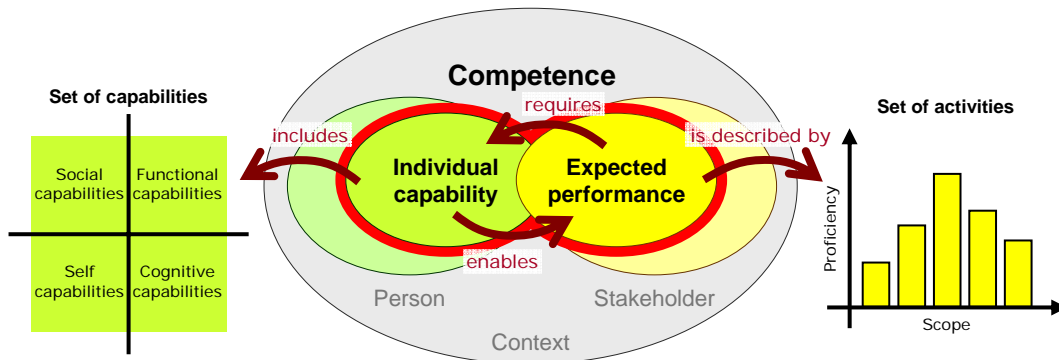 Competence
Set of capabilities
requires
Set of activities
includes
is described by
Social
capabilities
Functional
capabilities
Individual
capability
Expected
performance
Self
capabilities
Cognitive
capabilities
enables
Person
Stakeholder
Context
Proficiency
Scope